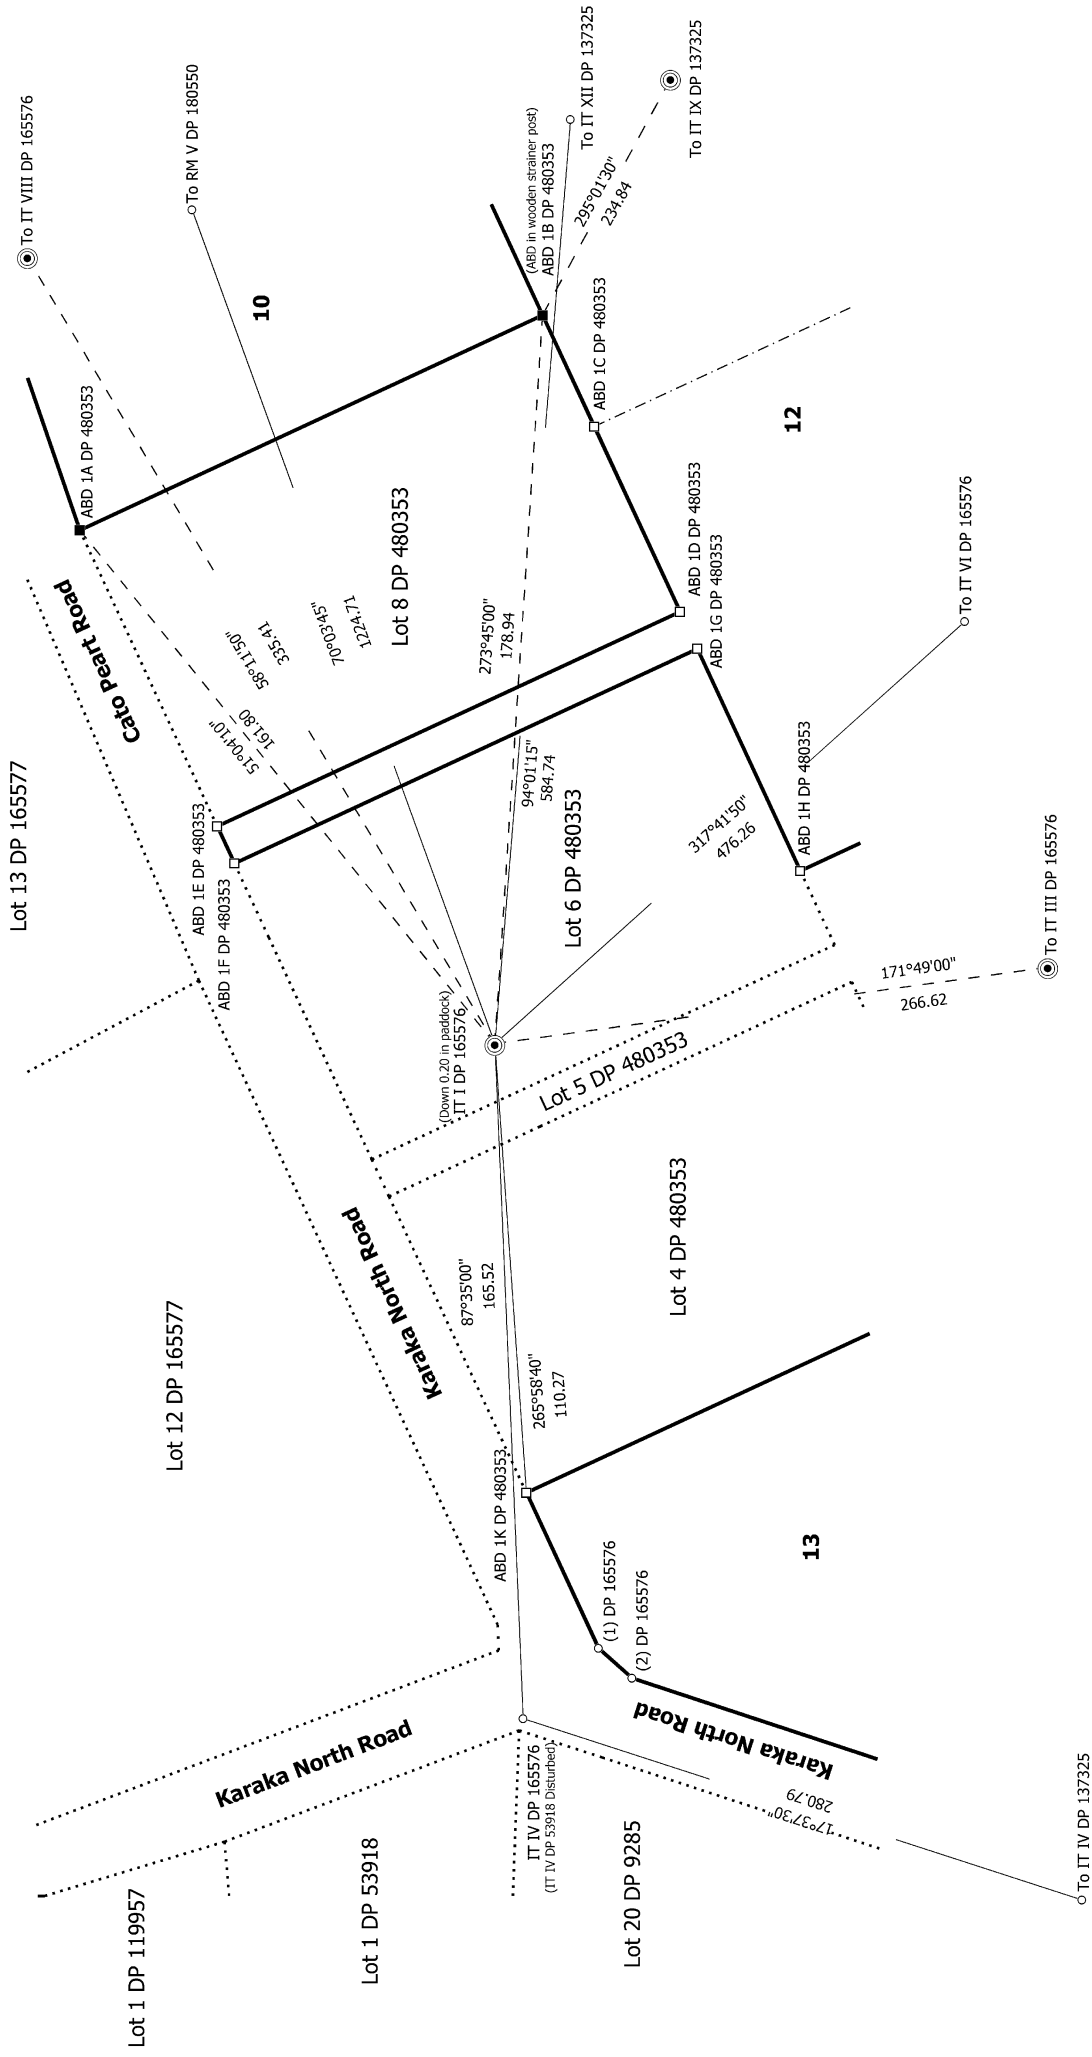 To IT VIII DP 165576
To RM V DP 180550
To IT XII DP 137325
To IT IX DP 137325
10
(ABD in wooden strainer post)
ABD 1B DP 480353
295°01'30"
234.84
ABD 1A DP 480353
ABD 1C DP 480353
12
Cato Peart Road
Lot 8 DP 480353
58°11'50"
335.41
70°03'45"
1224.71
273°45'00"
178.94
51°04'10"
161.80
ABD 1D DP 480353
ABD 1G DP 480353
To IT VI DP 165576
Lot 13 DP 165577
ABD 1E DP 480353
ABD 1F DP 480353
94°01'15"
584.74
Lot 6 DP 480353
317°41'50"
476.26
ABD 1H DP 480353
To IT III DP 165576
171°49'00"
266.62
(Down 0.20 in paddock)
IT I DP 165576
Lot 5 DP 480353
Lot 4 DP 480353
Karaka North Road
87°35'00"
165.52
Lot 12 DP 165577
265°58'40"
110.27
ABD 1K DP 480353
13
(1) DP 165576
(2) DP 165576
Karaka North Road
Karaka North Road
IT IV DP 165576
(IT IV DP 53918 Disturbed)
17°37'30"
280.79
To IT IV DP 137325
Lot 1 DP 119957
Lot 1 DP 53918
Lot 20 DP 9285